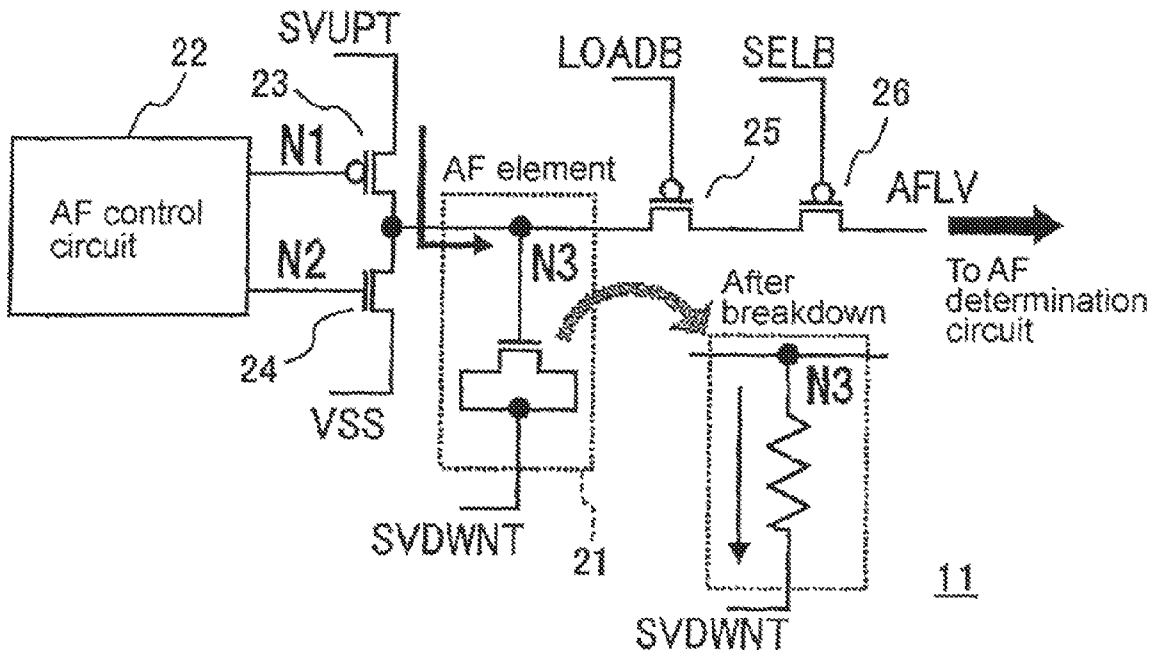 SVUPT
22
23
N1
AF control
circuit
N2
24
VSS
AF element
N3
SVDWNT
21
LOADB
SELB
25
26
AFLV
To AF
determination
circuit
After
breakdown
N3
SVDWNT
11